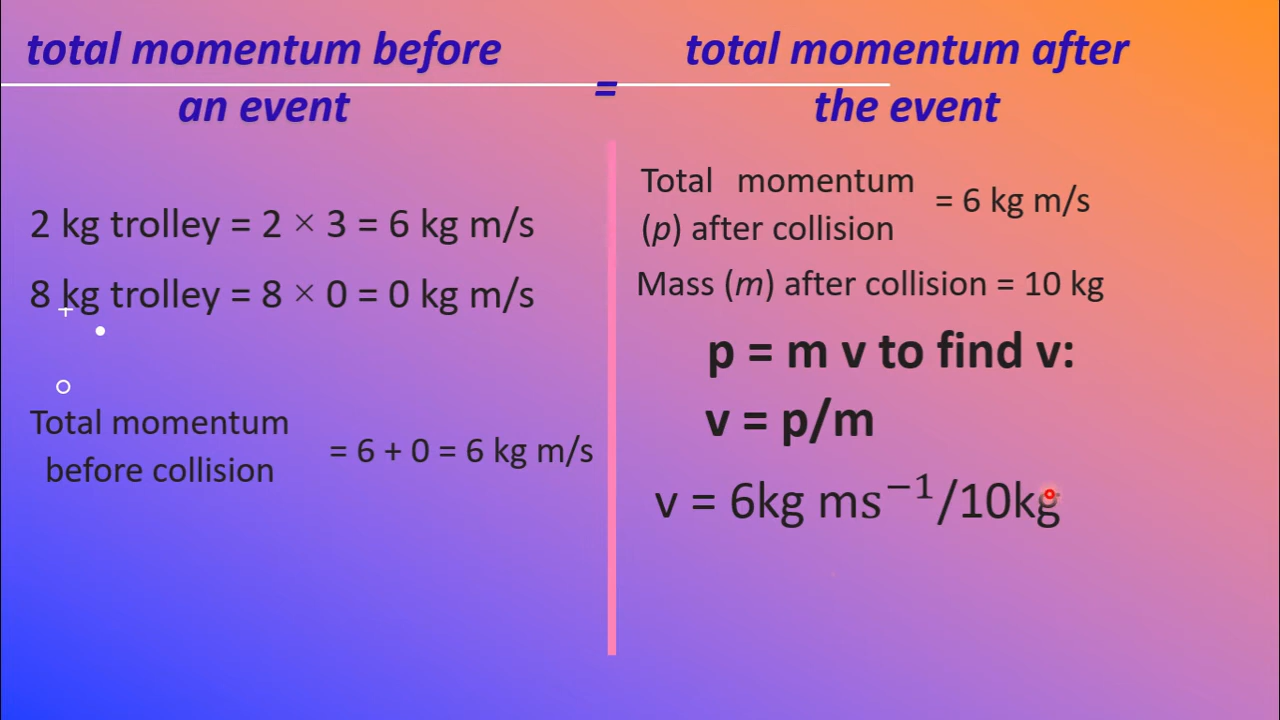 total momentum before
an event
=
total momentum after
the event
2 kg trolley = 2 × 3 = 6 kg m/s
8 kg trolley = 8 × 0 = 0 kg m/s
Total momentum
before collision
= 6 + 0 = 6 kg m/s
Total momentum
(p) after collision
= 6 kg m/s
Mass (m) after collision = 10 kg
p = m v to find v:
v = p/m
v = 6kg ms⁻¹/10kg